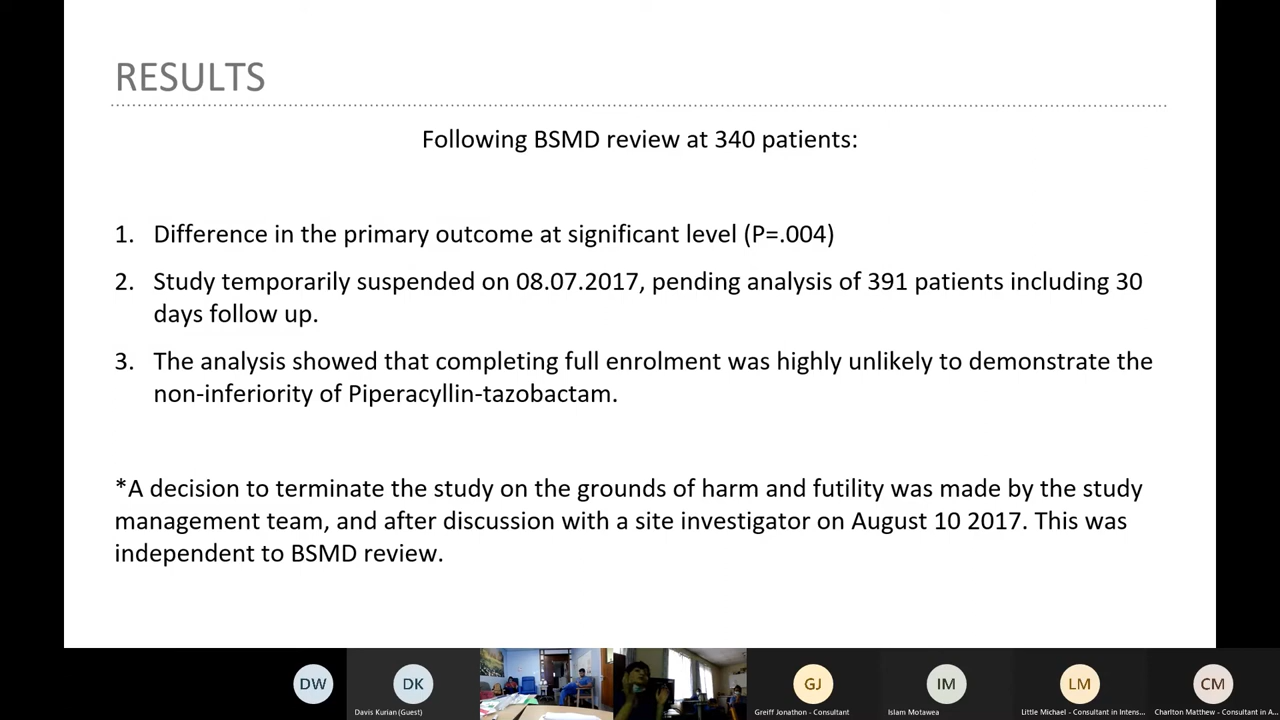 RESULTS
Following BSMD review at 340 patients:
1. Difference in the primary outcome at significant level (P=.004)
2. Study temporarily suspended on 08.07.2017, pending analysis of 391 patients including 30
days follow up.
3. The analysis showed that completing full enrolment was highly unlikely to demonstrate the
non-inferiority of Piperacyllin-tazobactam.
*A decision to terminate the study on the grounds of harm and futility was made by the study
management team, and after discussion with a site investigator on August 10 2017. This was
independent to BSMD review.
DW
DK
GJ
IM
LM
CM
Davis Kurian (Guest)
Greiff Jonathon - Consultant
Islam Motawea
Little Michael - Consultant in Intens...
Charlton Matthew - Consultant in A...